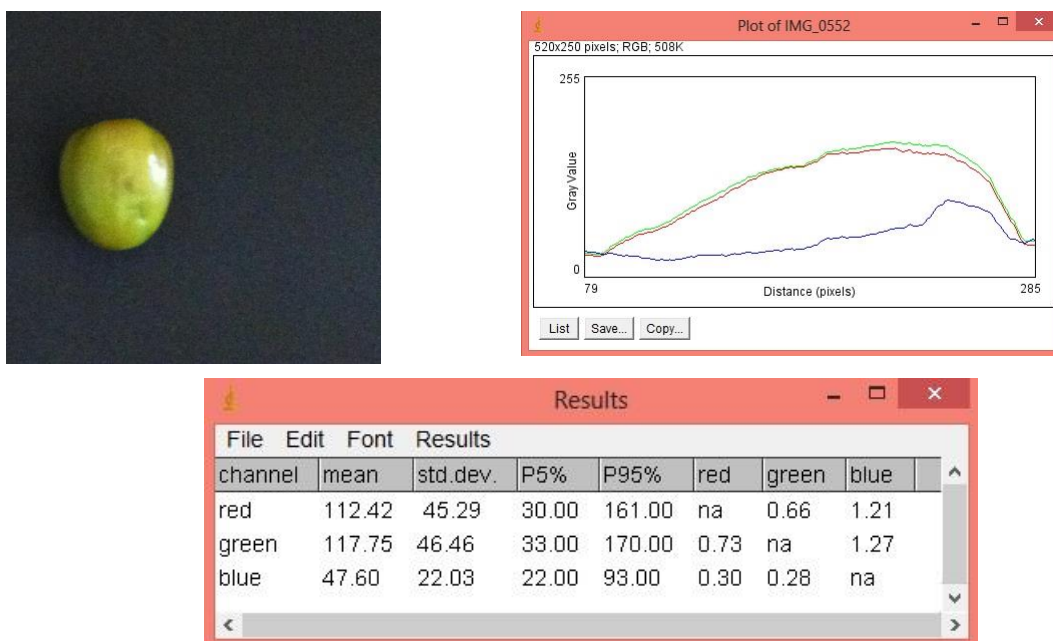 Plot of IMG_0552
520x250 pixels; RGB; 508K
255
Gray Value
0
79 Distance (pixels) 285
List Save... Copy...
Results
File Edit Font Results
channel mean std.dev. P5% P95% red green blue
red 112.42 45.29 30.00 161.00 na 0.66 1.21
green 117.75 46.46 33.00 170.00 0.73 na 1.27
blue 47.60 22.03 22.00 93.00 0.30 0.28 na